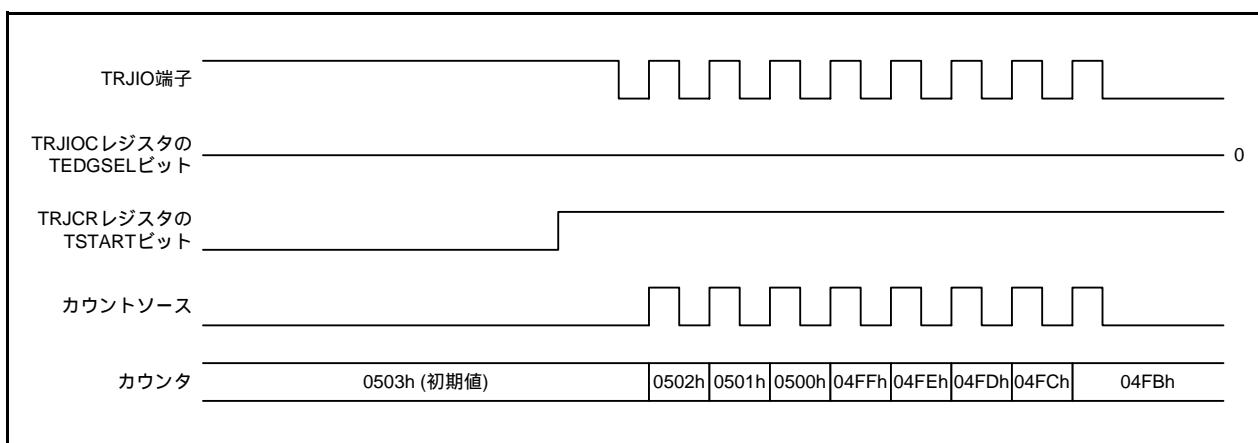 TRJIO端子
TRJIOCレジスタの
TEDGSELビット
0
TRJCRレジスタの
TSTARTビット
カウントソース
カウンタ
0503h (初期値)
0502h
0501h
0500h
04FFh
04FEh
04FDh
04FCh
04FBh